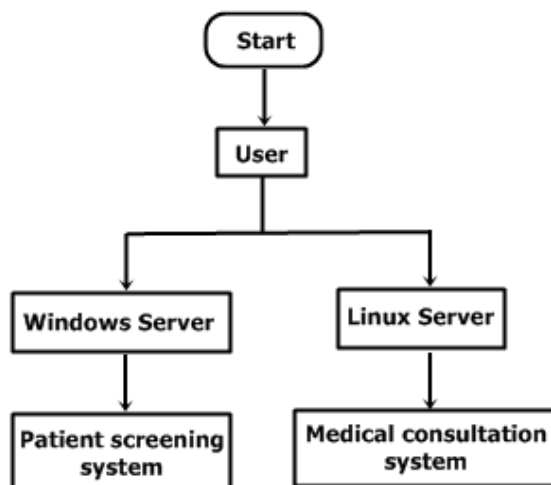 Start
User
Windows Server
Linux Server
Patient screening
system
Medical consultation
system